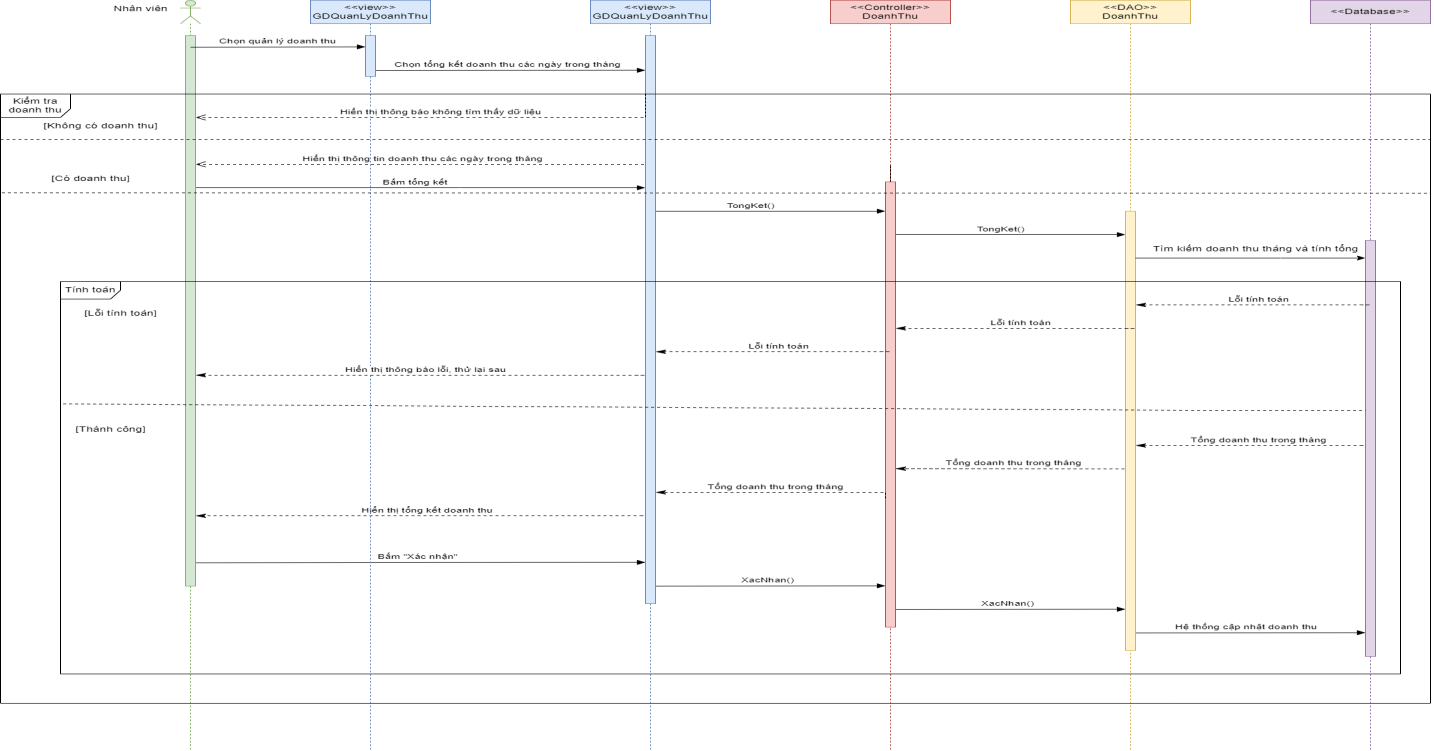 Nhân viên
<<view>>
GDQuanLyDoanhThu
<<view>>
GDQuanLyDoanhThu
<<Controller>>
DoanhThu
<<DAO>>
DoanhThu
<<Database>>
Chọn quản lý doanh thu
Chọn tổng kết doanh thu các ngày trong tháng
Kiểm tra
doanh thu
Hiển thị thông báo không tìm thấy dữ liệu
[Không có doanh thu]
Hiển thị thông tin doanh thu các ngày trong tháng
[Có doanh thu]
Bấm tổng kết
TongKet()
TongKet()
Tìm kiếm doanh thu tháng và tính tổng
Tính toán
Lỗi tính toán
[Lỗi tính toán]
Lỗi tính toán
Lỗi tính toán
Hiển thị thông báo lỗi, thử lại sau
[Thành công]
Tổng doanh thu trong tháng
Tổng doanh thu trong tháng
Tổng doanh thu trong tháng
Hiển thị tổng kết doanh thu
Bấm "Xác nhận"
XacNhan()
XacNhan()
Hệ thống cập nhật doanh thu